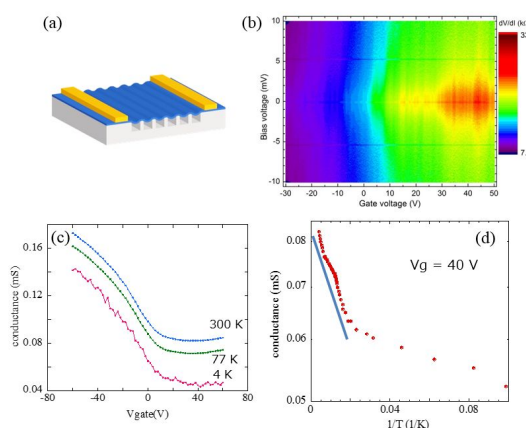 (a)
(b)
dV/dI (k
33
7.
10
5
0
-5
-10
Bias voltage (mV)
-30 -20 -10 0 10 20 30 40 50
Gate voltage (V)
(c)
0.16
0.12
0.08
0.04
conductance (mS)
300 K
77 K
4 K
-80 -40 0 40 80
Vgate(V)
(d)
Vg = 40 V
0.08
0.07
0.06
0.05
conductance (mS)
0 0.04 0.08
1/T (1/K)